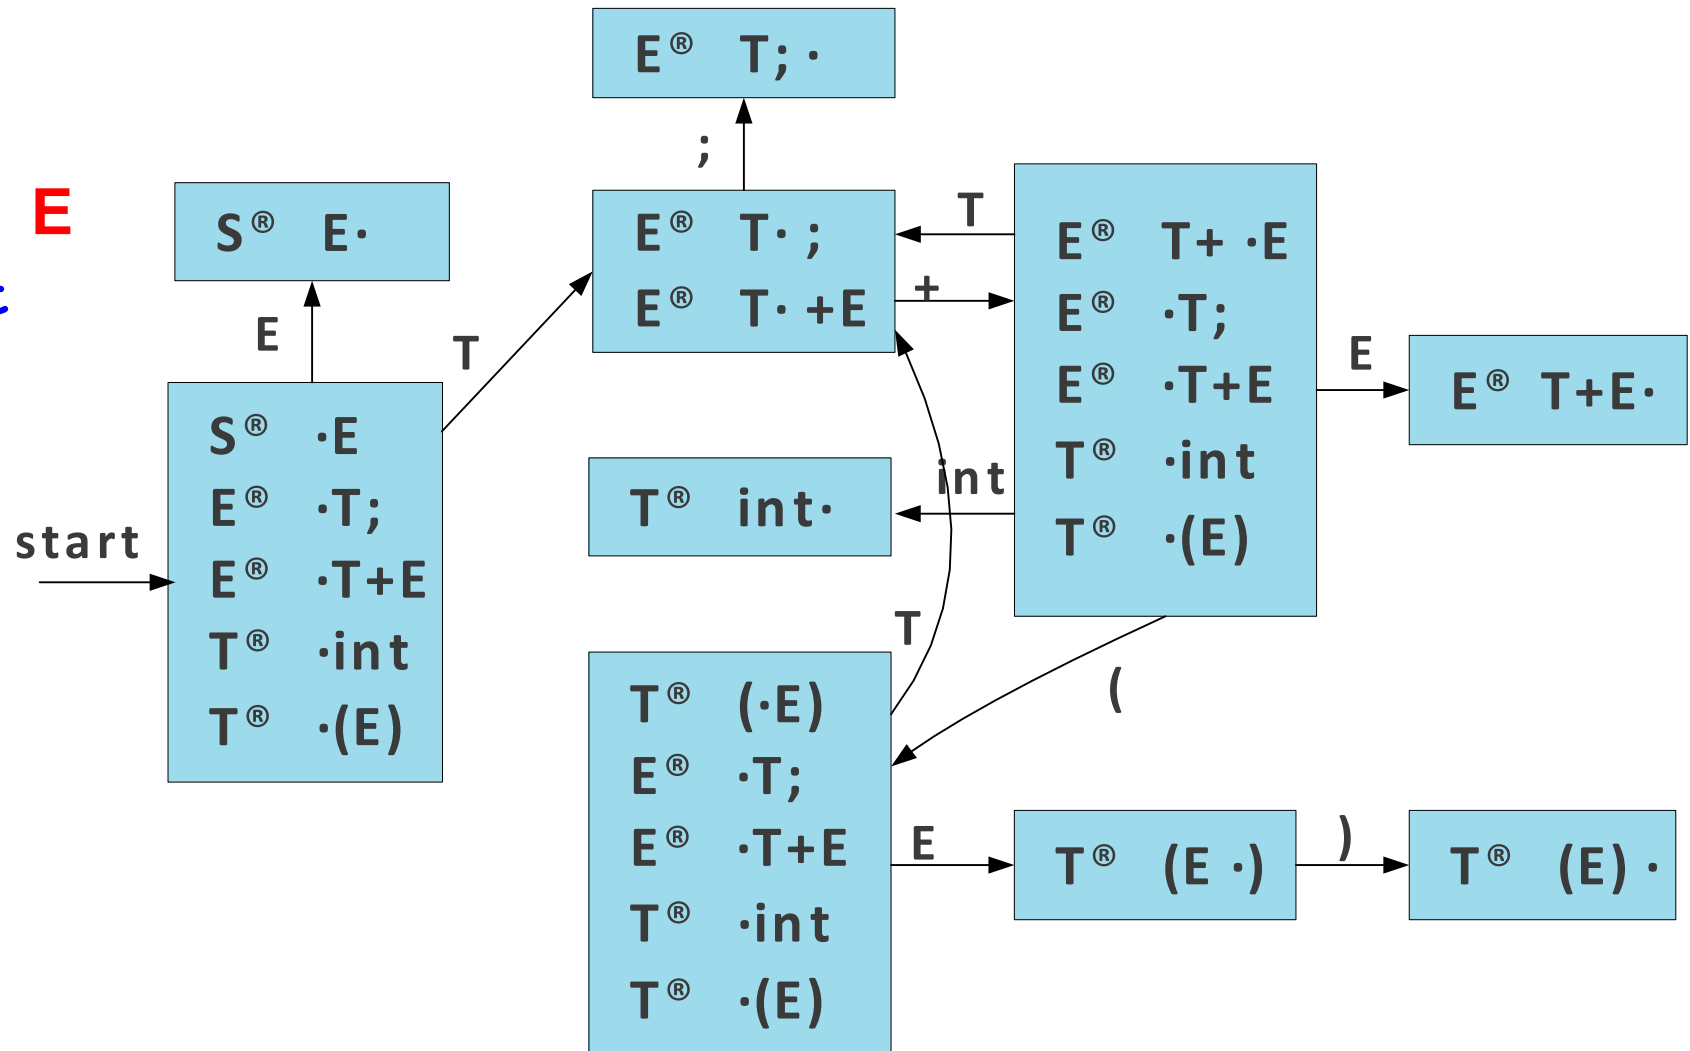 E® T; ·
;
E
S® E·
E
T
E® T· ;
E® T· +E
T
+
E® T+ ·E
E® ·T;
E® ·T+E
T® ·int
T® ·(E)
E
E® T+E·
start
S® ·E
E® ·T;
E® ·T+E
T® ·int
T® ·(E)
int
T® int·
T
(
T® (·E)
E® ·T;
E® ·T+E
T® ·int
T® ·(E)
E
T® (E ·)
)
T® (E) ·